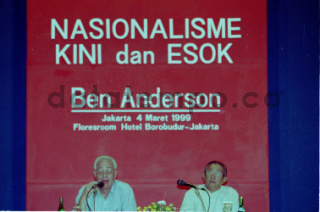 NASIONALISME
KINI dan ESOK
Ben Anderson
Jakarta 4 Maret 1999
Floresroom Hotel Borobudur-Jakarta